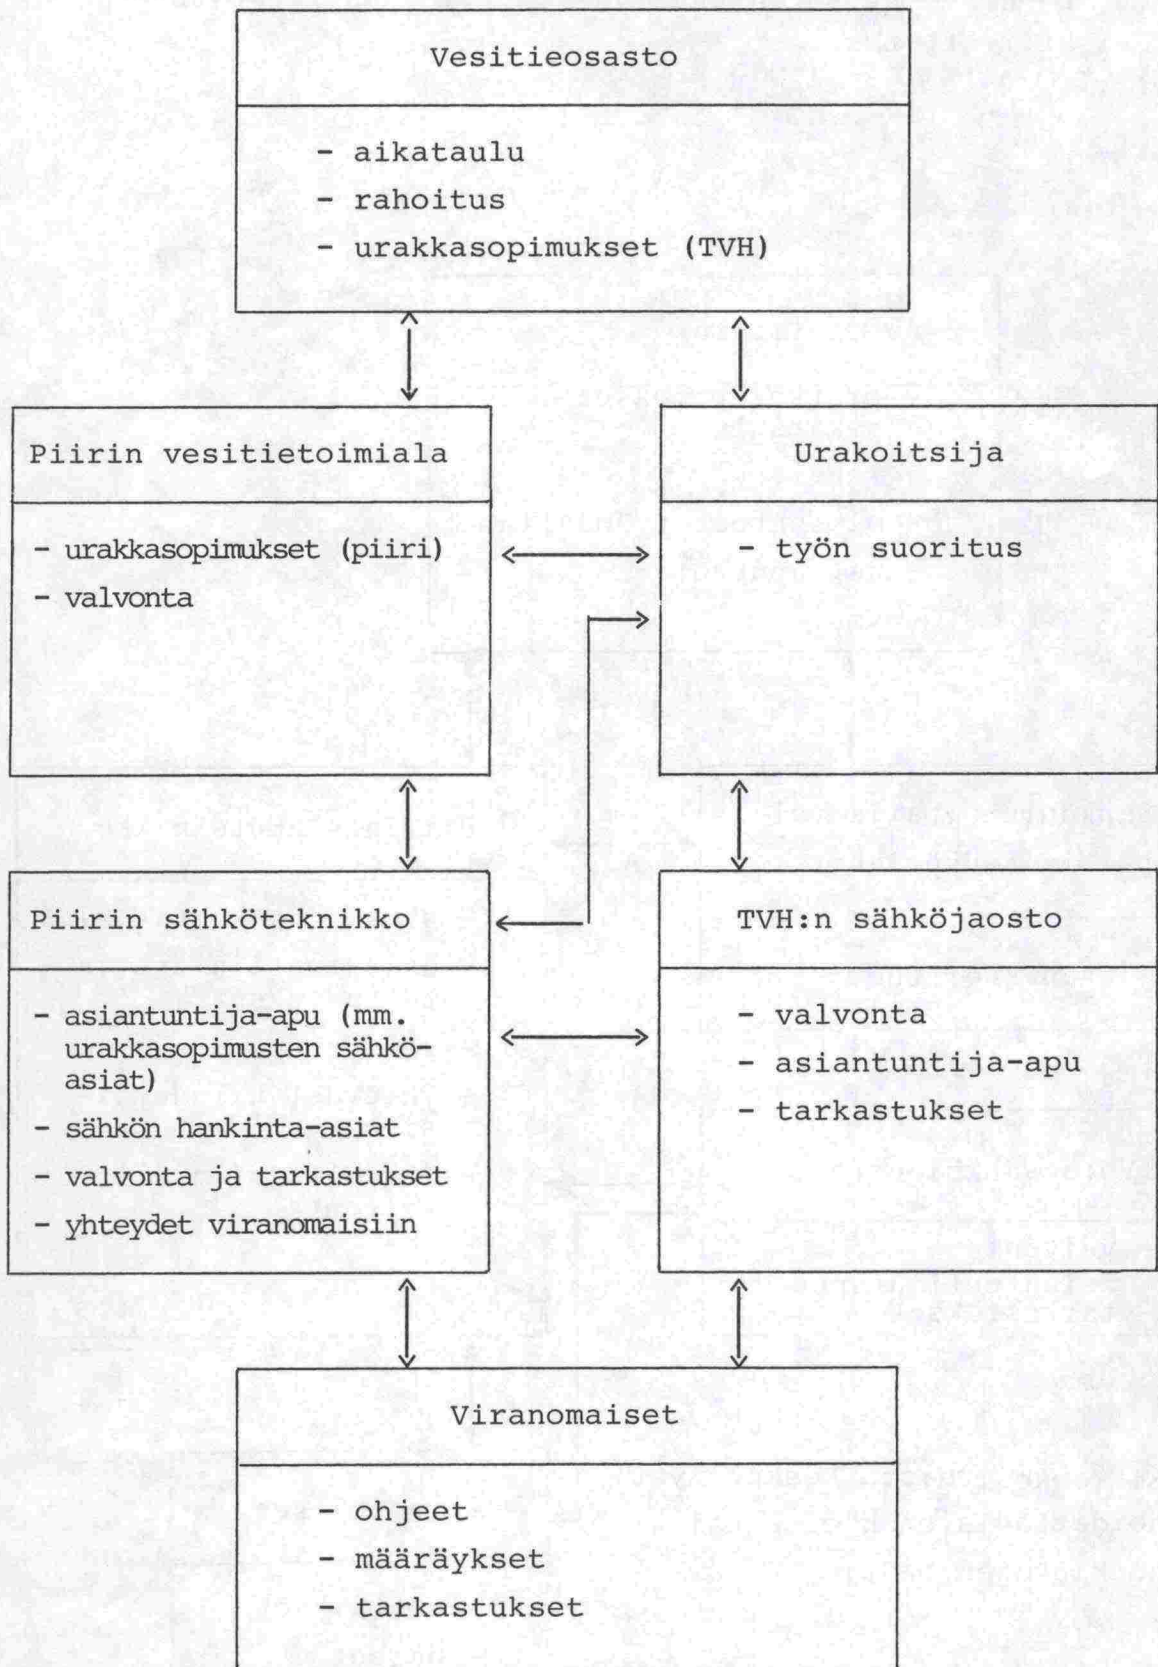 Vesitieosasto
- aikataulu
- rahoitus
- urakkasopimukset (TVH)
Piirin vesitietoimiala
- urakkasopimukset (piiri)
- valvonta
Urakoitsija
- työn suoritus
Piirin sähköteknikko
- asiantuntija-apu (mm.
urakkasopimusten sähkö-
asiat)
- sähkön hankinta-asiat
- valvonta ja tarkastukset
- yhteydet viranomaisiin
TVH:n sähköjaosto
- valvonta
- asiantuntija-apu
- tarkastukset
Viranomaiset
- ohjeet
- määräykset
- tarkastukset